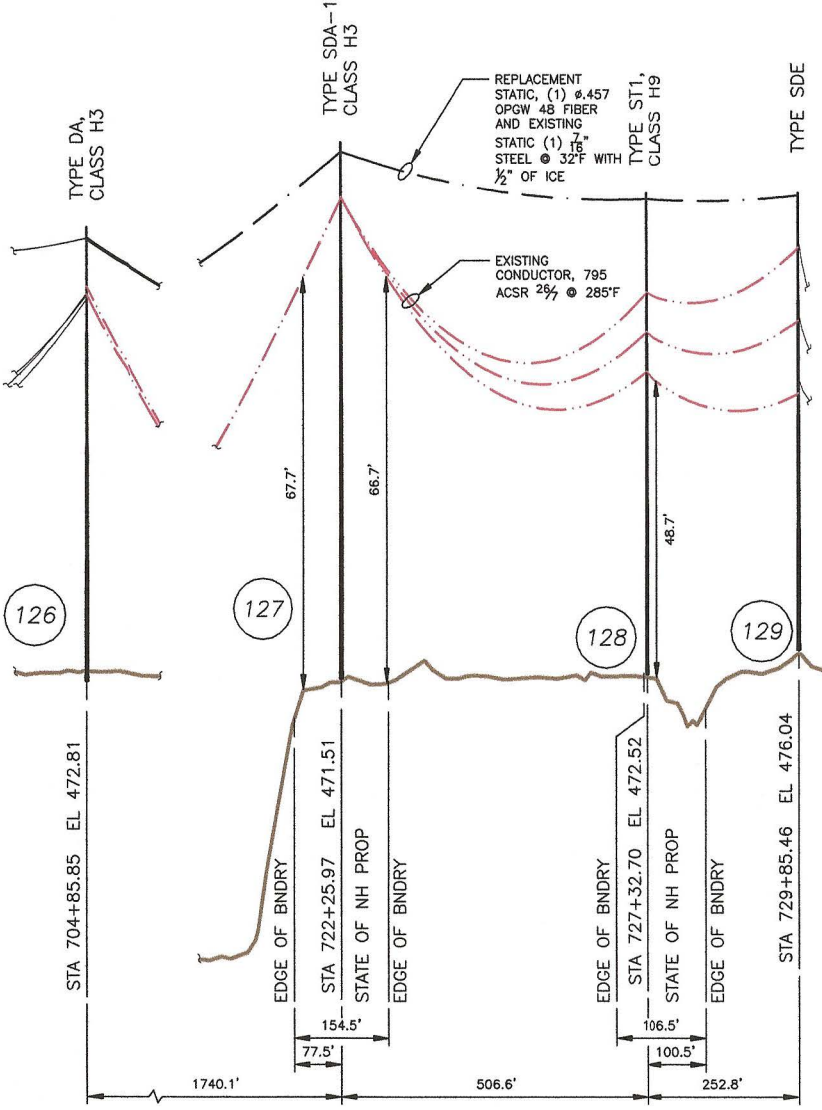 TYPE DA,
CLASS H3
TYPE SDA-1
CLASS H3
REPLACEMENT
STATIC, (1) ø.457
OPGW 48 FIBER
AND EXISTING
STATIC (1) 7/16"
STEEL @ 32°F WITH
1/2" OF ICE
TYPE ST1,
CLASS H9
TYPE SDE
EXISTING
CONDUCTOR, 795
ACSR 26/7 @ 285°F
67.7'
66.7'
48.7'
126
127
128
129
STA 704+85.85 EL 472.81
EDGE OF BNDRY
STA 722+25.97 EL 471.51
STATE OF NH PROP
EDGE OF BNDRY
EDGE OF BNDRY
STA 727+32.70 EL 472.52
STATE OF NH PROP
EDGE OF BNDRY
STA 729+85.46 EL 476.04
154.5'
106.5'
77.5'
100.5'
1740.1'
506.6'
252.8'